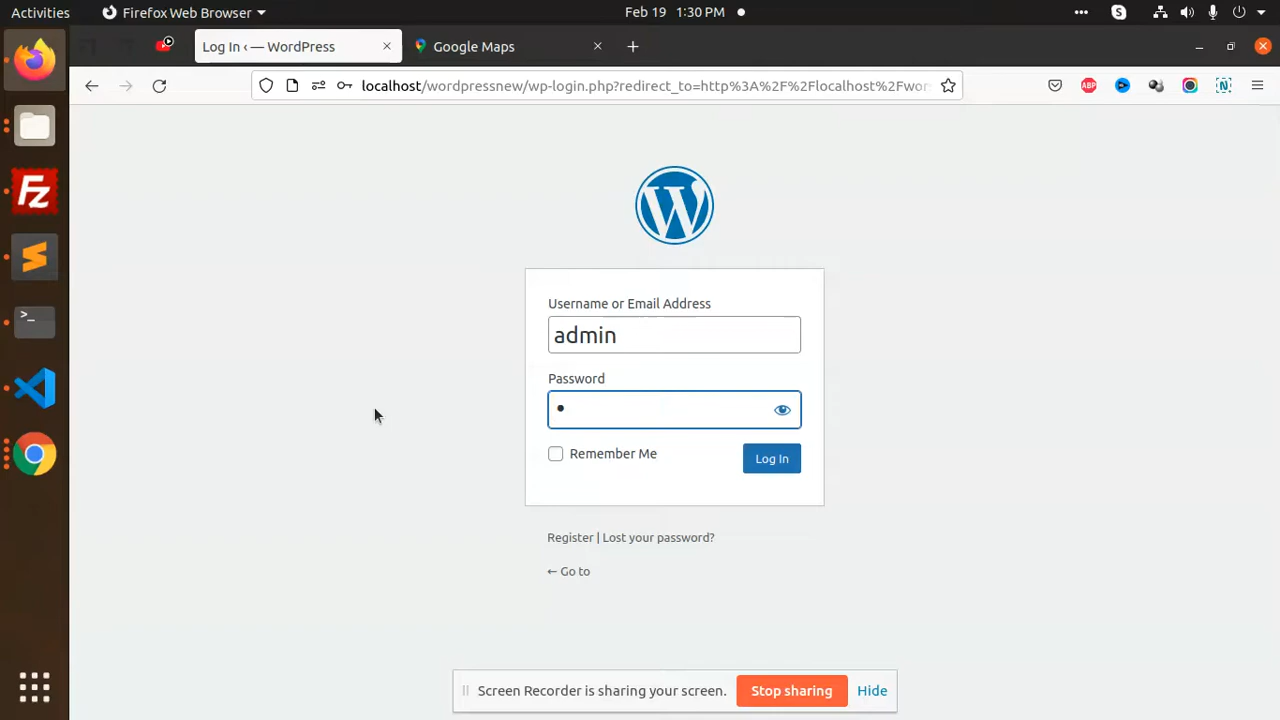 Activities
Firefox Web Browser
Feb 19 1:30 PM
Log In ‹ — WordPress
Google Maps
localhost/wordpressnew/wp-login.php?redirect_to=http%3A%2F%2Flocalhost%2Fwor
ABP
N
Username or Email Address
admin
Password
Remember Me
Log In
Register | Lost your password?
← Go to
Screen Recorder is sharing your screen.
Stop sharing
Hide